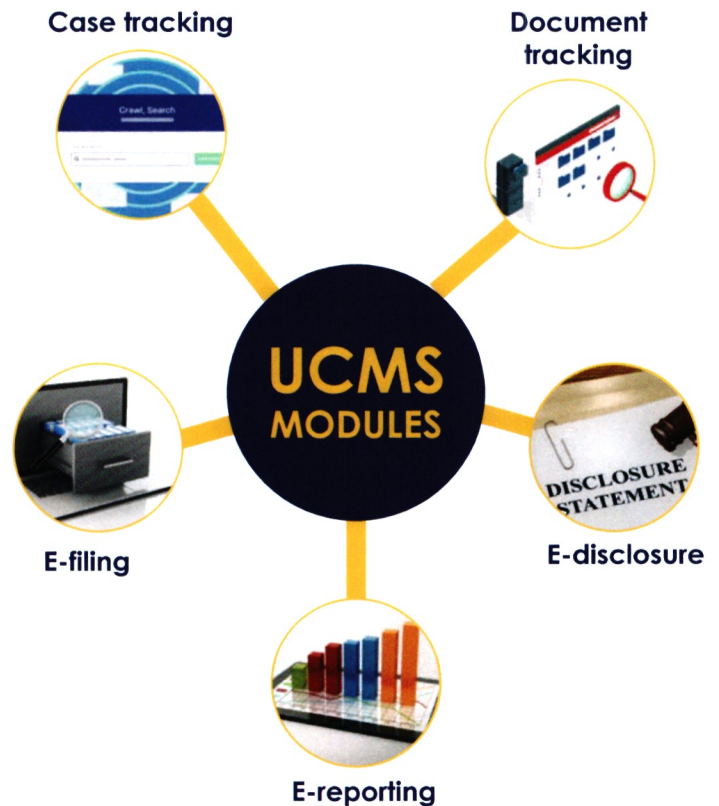 Case tracking
Document
tracking
Crawl, Search
UCMS
MODULES
DISCLOSURE
STATEMENT
E-filing
E-disclosure
E-reporting